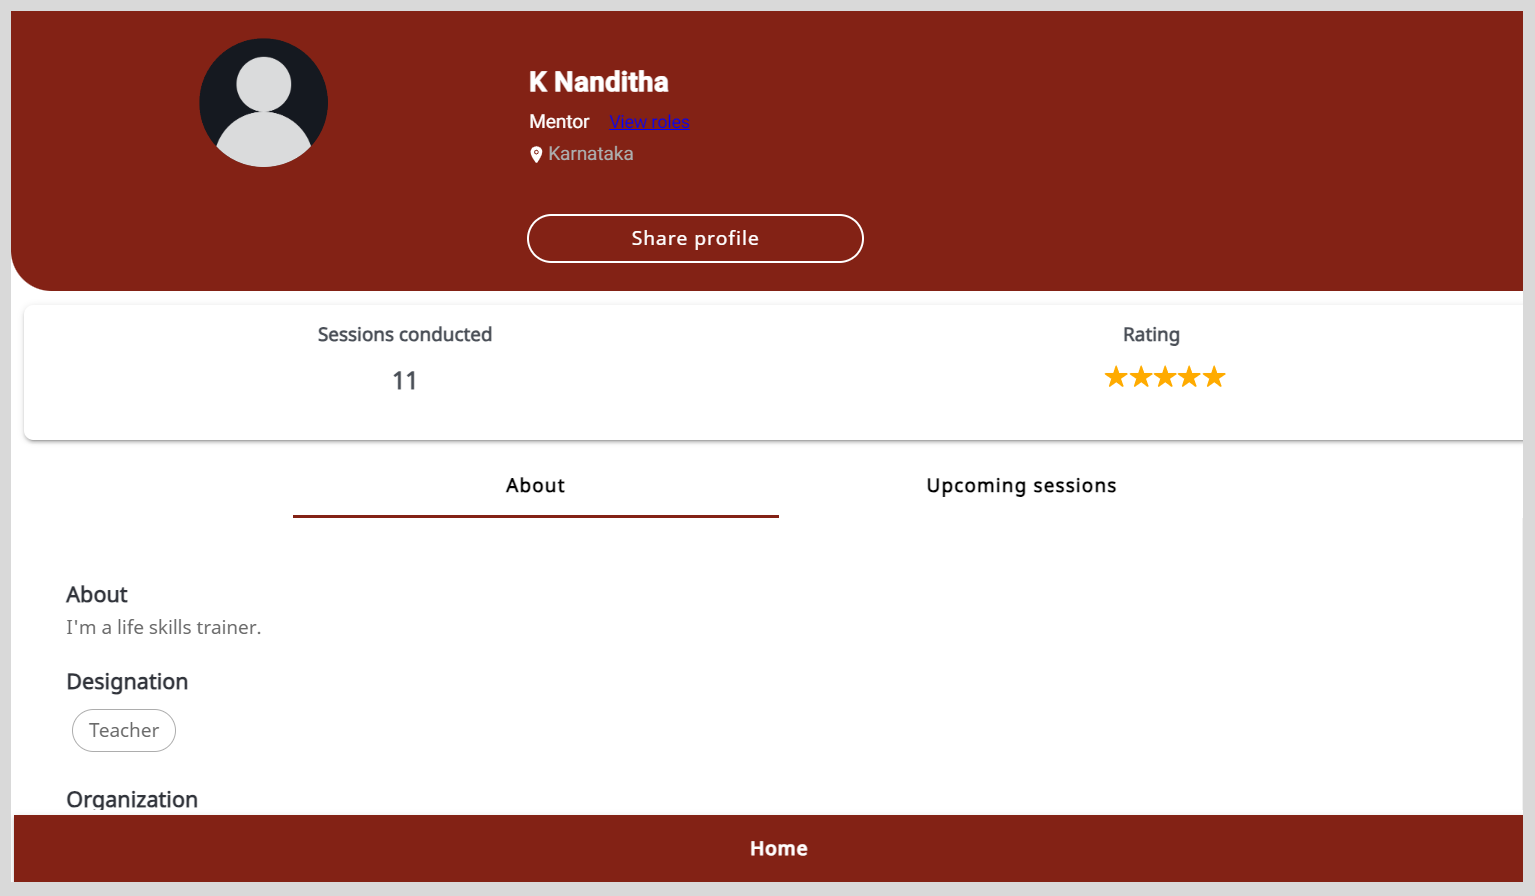 K Nanditha
Mentor View roles
Karnataka
Share profile
Sessions conducted
11
Rating
About
Upcoming sessions
About
I'm a life skills trainer.
Designation
Teacher
Organization
Home